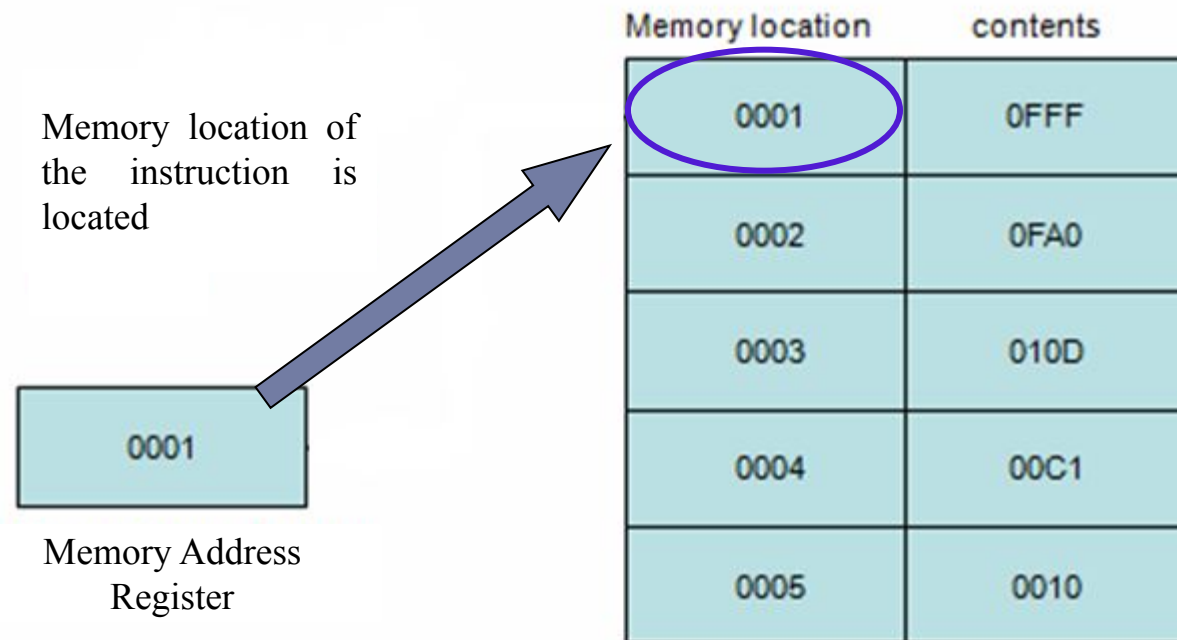 Memory location contents
Memory location of
the instruction is
located
0001 0FFF
0002 0FA0
0003 010D
0004 00C1
0005 0010
0001
Memory Address
Register